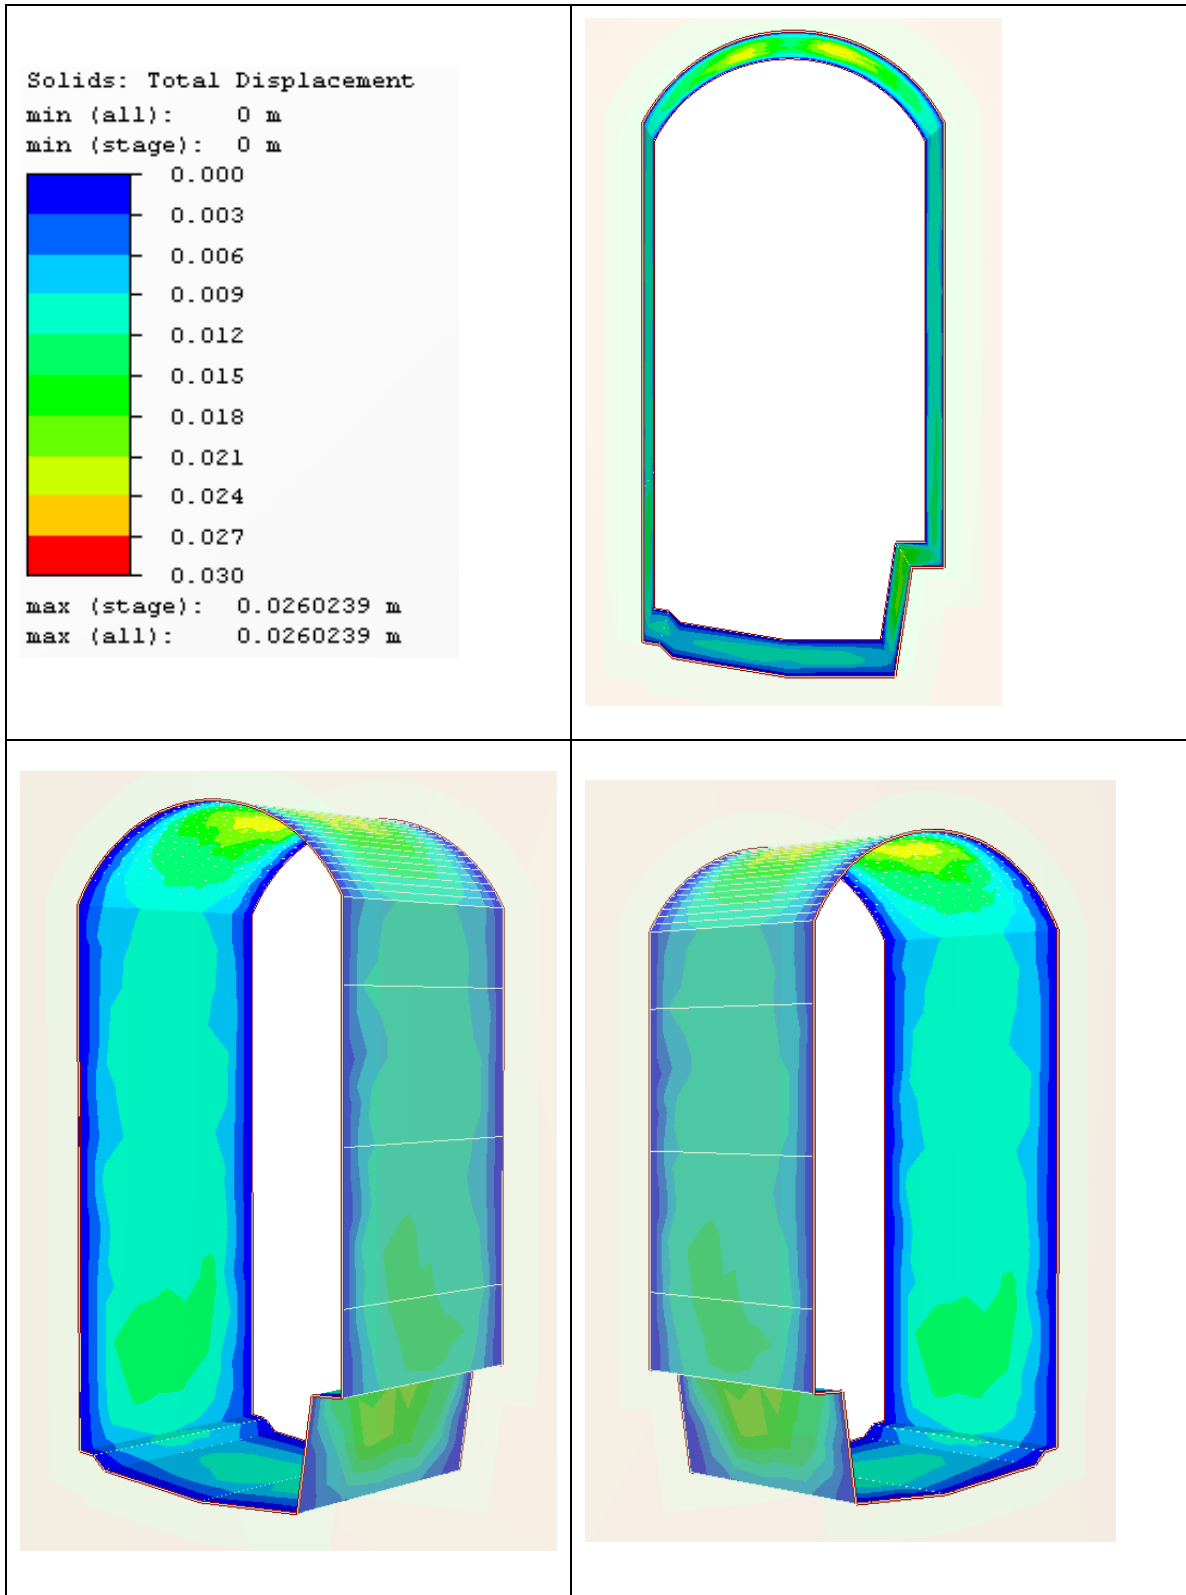 Solids: Total Displacement
min (all): 0 m
min (stage): 0 m
0.000
0.003
0.006
0.009
0.012
0.015
0.018
0.021
0.024
0.027
0.030
max (stage): 0.0260239 m
max (all): 0.0260239 m